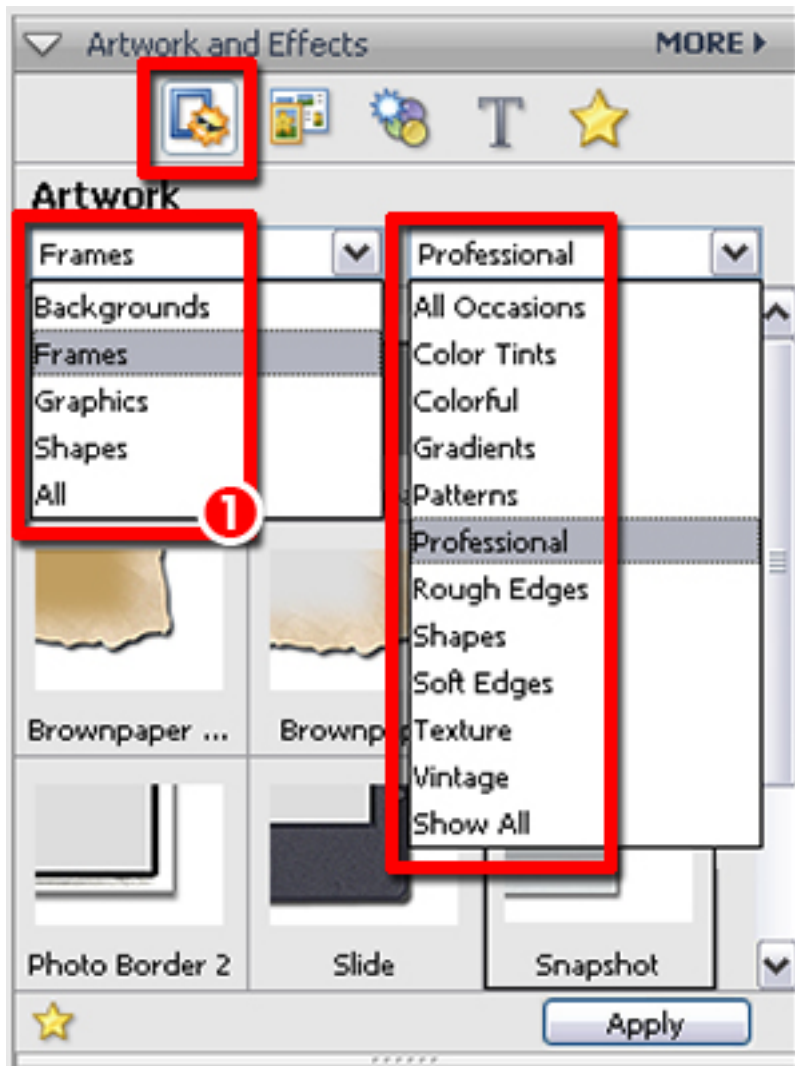 Artwork and Effects MORE
T
Artwork
Frames Professional
Backgrounds
Frames
Graphics
Shapes
All
1
All Occasions
Color Tints
Colorful
Gradients
Patterns
Professional
Rough Edges
Shapes
Soft Edges
Texture
Vintage
Show All
Brownpaper ... Brownp
Photo Border 2 Slide Snapshot
Apply